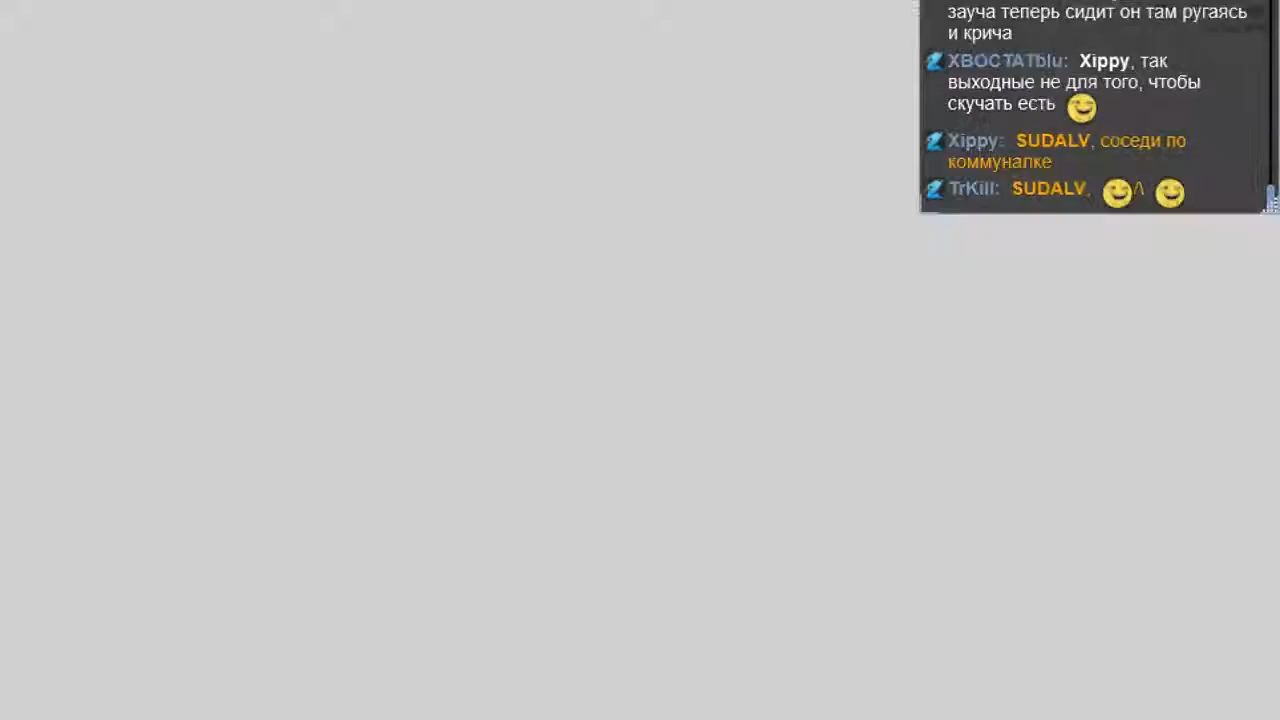 зауча теперь сидит он там ругаясь
и крича
XBOCTATblu: Xippy, так
выходные не для того, чтобы
скучать есть
Xippy: SUDALV, соседи по
коммуналке
TrKill: SUDALV, /\